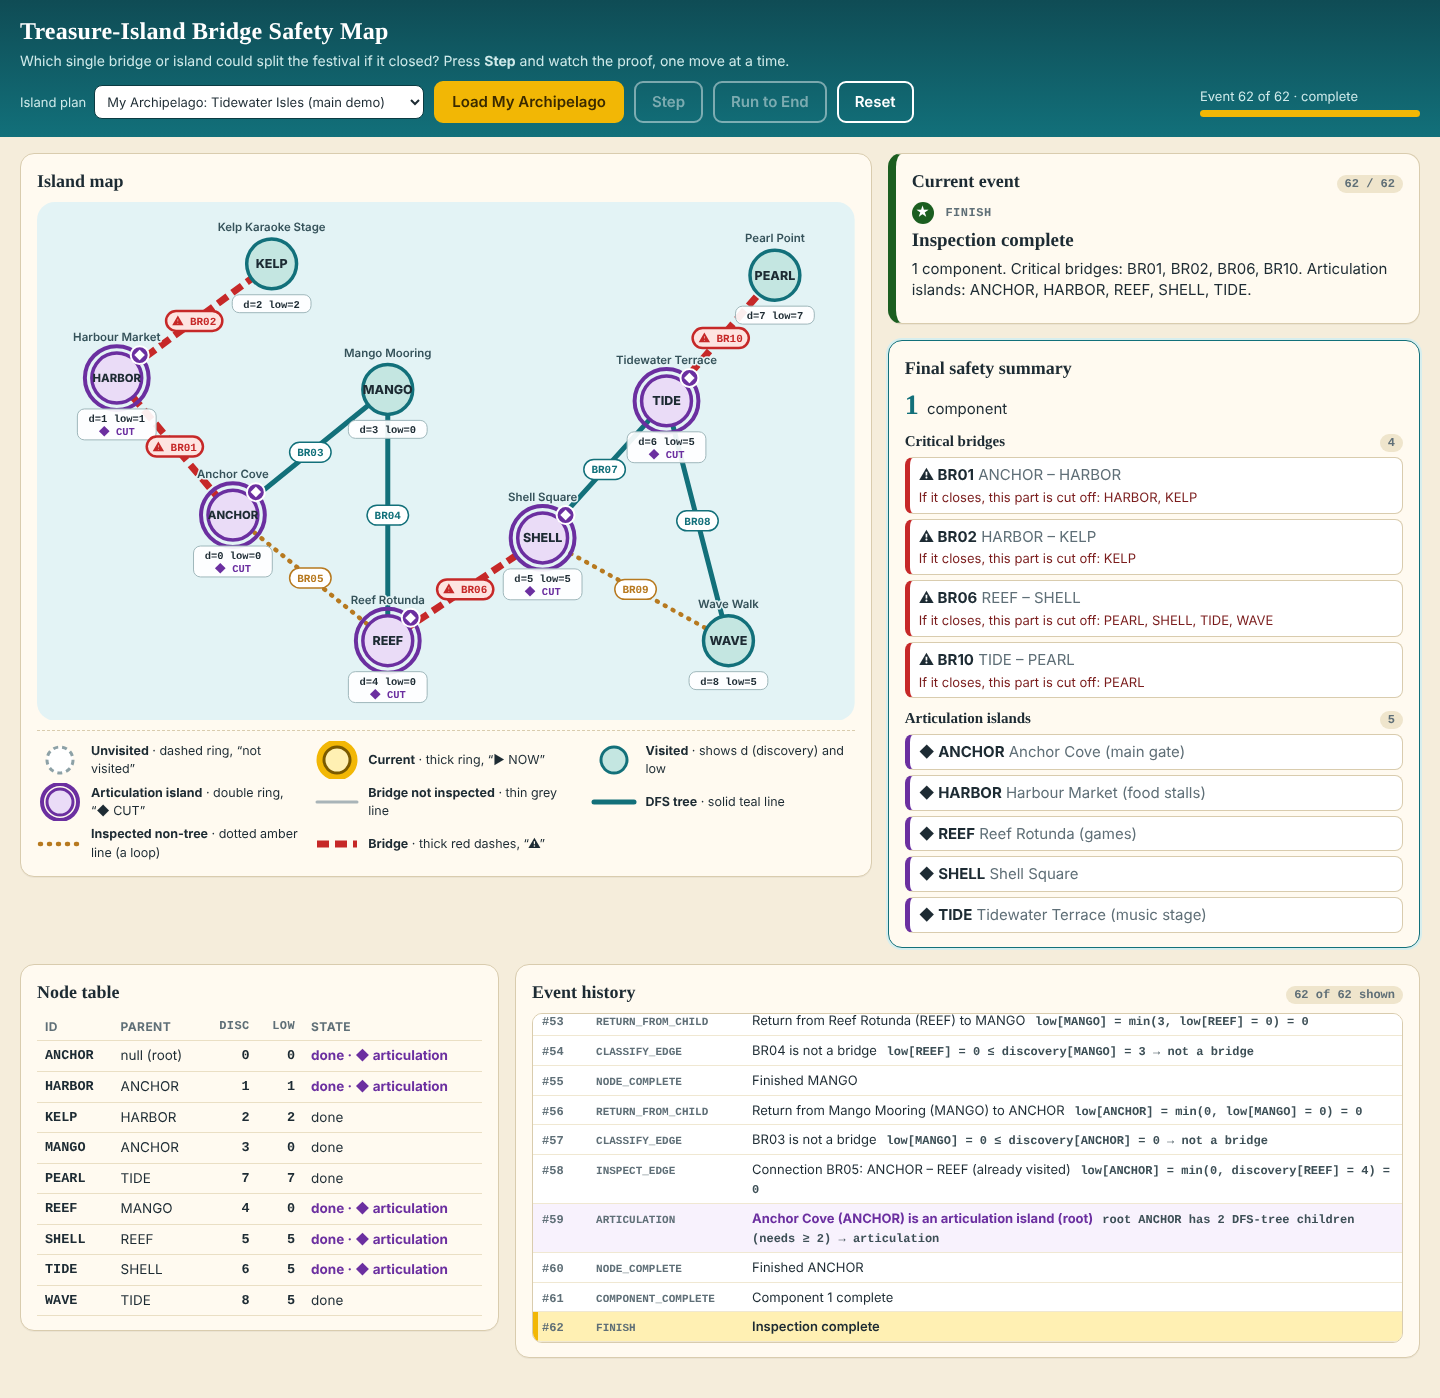 Treasure-Island Bridge Safety Map
Which single bridge or island could split the festival if it closed? Press Step and watch the proof, one move at a time.
Island plan
My Archipelago: Tidewater Isles (main demo)
Load My Archipelago
Step
Run to End
Reset
Event 62 of 62 · complete
Island map
Kelp Karaoke Stage
KELP
d=2 low=2
⚠ BR02
Harbour Market
HARBOR
d=1 low=1
◆ CUT
⚠ BR01
Mango Mooring
MANGO
d=3 low=0
BR03
Anchor Cove
ANCHOR
d=0 low=0
◆ CUT
BR04
BR05
Reef Rotunda
REEF
d=4 low=0
◆ CUT
⚠ BR06
Shell Square
SHELL
d=5 low=5
◆ CUT
BR07
Pearl Point
PEARL
d=7 low=7
⚠ BR10
Tidewater Terrace
TIDE
d=6 low=5
◆ CUT
BR08
BR09
Wave Walk
WAVE
d=8 low=5
Unvisited · dashed ring, “not
visited”
Current · thick ring, “▶ NOW”
Visited · shows d (discovery) and
low
Articulation island · double ring,
“◆ CUT”
Bridge not inspected · thin grey
line
DFS tree · solid teal line
Inspected non-tree · dotted amber
line (a loop)
Bridge · thick red dashes, “⚠”
Current event
62 / 62
★ FINISH
Inspection complete
1 component. Critical bridges: BR01, BR02, BR06, BR10. Articulation
islands: ANCHOR, HARBOR, REEF, SHELL, TIDE.
Final safety summary
1 component
Critical bridges
4
⚠ BR01 ANCHOR – HARBOR
If it closes, this part is cut off: HARBOR, KELP
⚠ BR02 HARBOR – KELP
If it closes, this part is cut off: KELP
⚠ BR06 REEF – SHELL
If it closes, this part is cut off: PEARL, SHELL, TIDE, WAVE
⚠ BR10 TIDE – PEARL
If it closes, this part is cut off: PEARL
Articulation islands
5
◆ ANCHOR Anchor Cove (main gate)
◆ HARBOR Harbour Market (food stalls)
◆ REEF Reef Rotunda (games)
◆ SHELL Shell Square
◆ TIDE Tidewater Terrace (music stage)
Node table
ID PARENT DISC LOW STATE
ANCHOR null (root) 0 0 done · ◆ articulation
HARBOR ANCHOR 1 1 done · ◆ articulation
KELP HARBOR 2 2 done
MANGO ANCHOR 3 0 done
PEARL TIDE 7 7 done
REEF MANGO 4 0 done · ◆ articulation
SHELL REEF 5 5 done · ◆ articulation
TIDE SHELL 6 5 done · ◆ articulation
WAVE TIDE 8 5 done
Event history
62 of 62 shown
#53 RETURN_FROM_CHILD Return from Reef Rotunda (REEF) to MANGO low[MANGO] = min(3, low[REEF] = 0) = 0
#54 CLASSIFY_EDGE BR04 is not a bridge low[REEF] = 0 ≤ discovery[MANGO] = 3 → not a bridge
#55 NODE_COMPLETE Finished MANGO
#56 RETURN_FROM_CHILD Return from Mango Mooring (MANGO) to ANCHOR low[ANCHOR] = min(0, low[MANGO] = 0) = 0
#57 CLASSIFY_EDGE BR03 is not a bridge low[MANGO] = 0 ≤ discovery[ANCHOR] = 0 → not a bridge
#58 INSPECT_EDGE Connection BR05: ANCHOR – REEF (already visited) low[ANCHOR] = min(0, discovery[REEF] = 4) =
0
#59 ARTICULATION Anchor Cove (ANCHOR) is an articulation island (root) root ANCHOR has 2 DFS-tree children
(needs ≥ 2) → articulation
#60 NODE_COMPLETE Finished ANCHOR
#61 COMPONENT_COMPLETE Component 1 complete
#62 FINISH Inspection complete